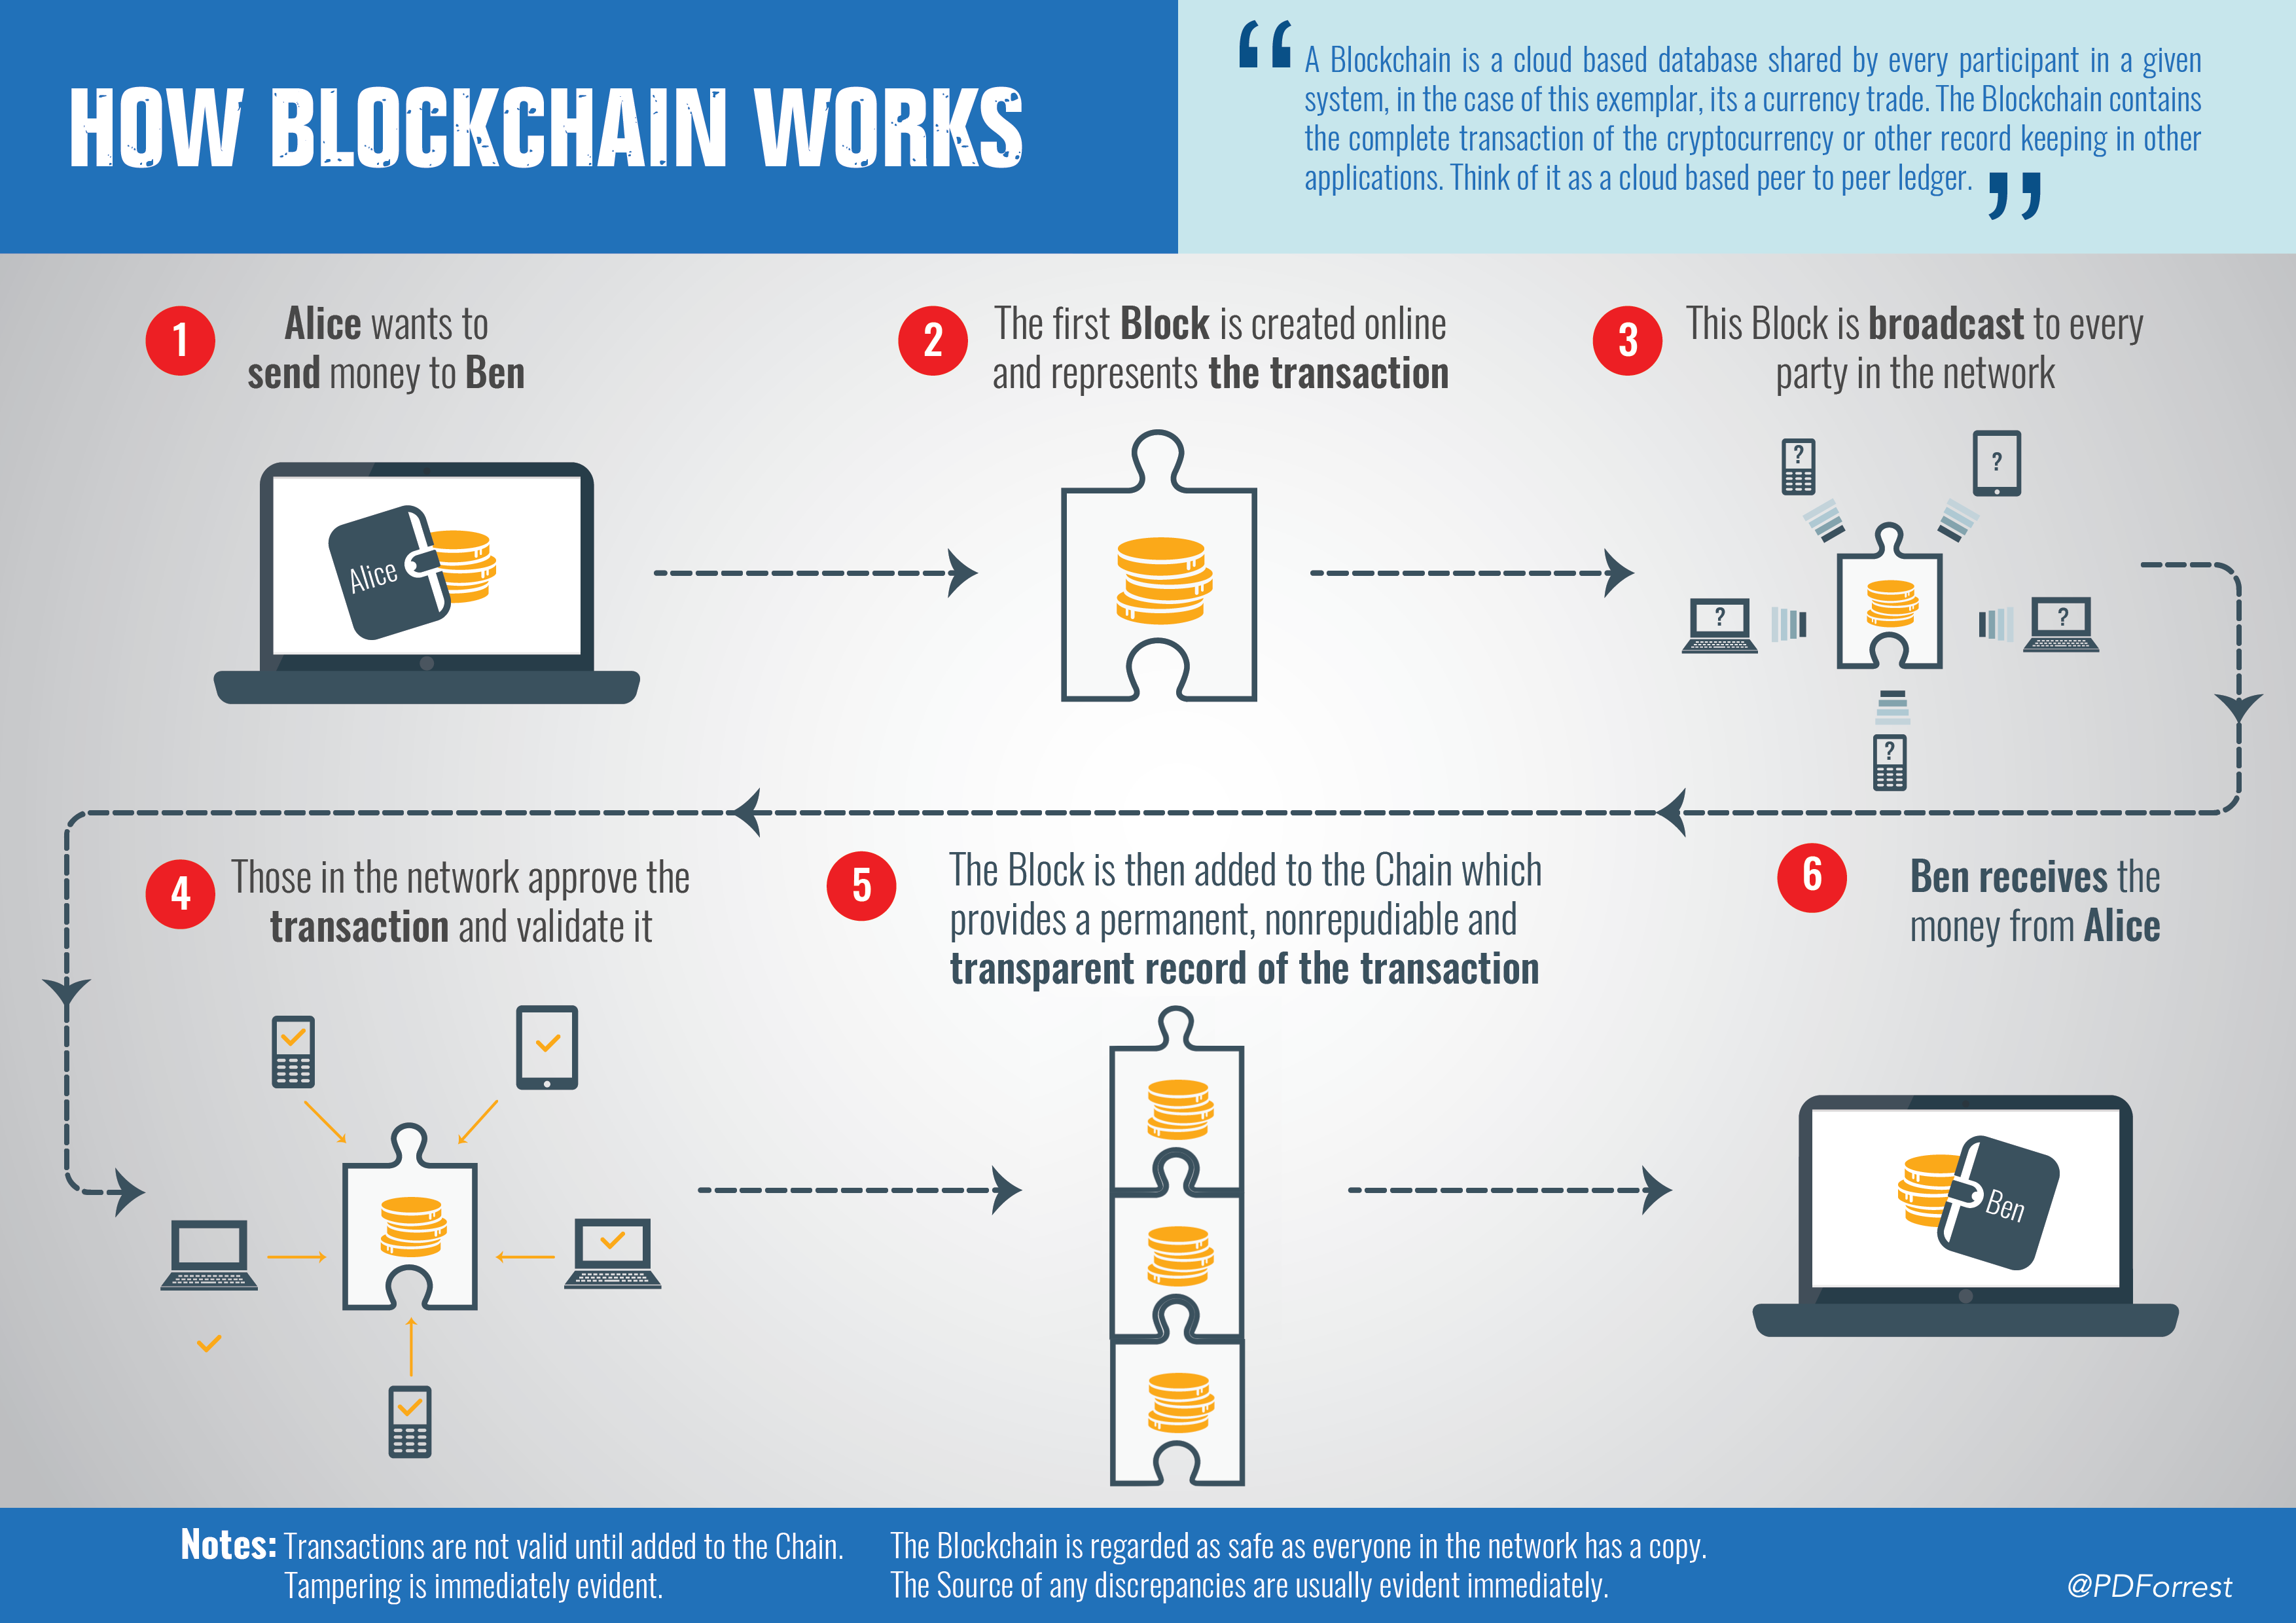 HOW BLOCKCHAIN WORKS
“ A Blockchain is a cloud based database shared by every participant in a given
system, in the case of this exemplar, its a currency trade. The Blockchain contains
the complete transaction of the cryptocurrency or other record keeping in other
applications. Think of it as a cloud based peer to peer ledger. ”
1
Alice wants to
send money to Ben
Alice
2
The first Block is created online
and represents the transaction
3
This Block is broadcast to every
party in the network
?
?
?
?
?
4
Those in the network approve the
transaction and validate it
5
The Block is then added to the Chain which
provides a permanent, nonrepudiable and
transparent record of the transaction
6
Ben receives the
money from Alice
Ben
Notes: Transactions are not valid until added to the Chain.
Tampering is immediately evident.
The Blockchain is regarded as safe as everyone in the network has a copy.
The Source of any discrepancies are usually evident immediately.
@PDForrest